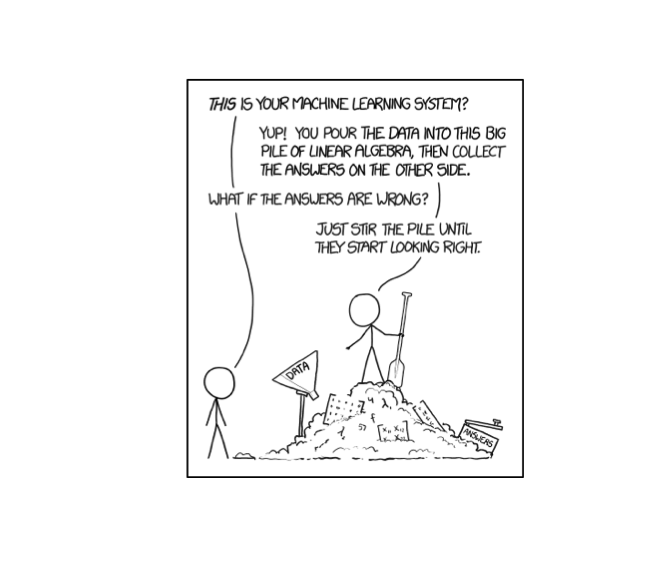 THIS IS YOUR MACHINE LEARNING SYSTEM?
YUP! YOU POUR THE DATA INTO THIS BIG
PILE OF LINEAR ALGEBRA, THEN COLLECT
THE ANSWERS ON THE OTHER SIDE.
WHAT IF THE ANSWERS ARE WRONG?
JUST STIR THE PILE UNTIL
THEY START LOOKING RIGHT.
DATA
ANSWERS